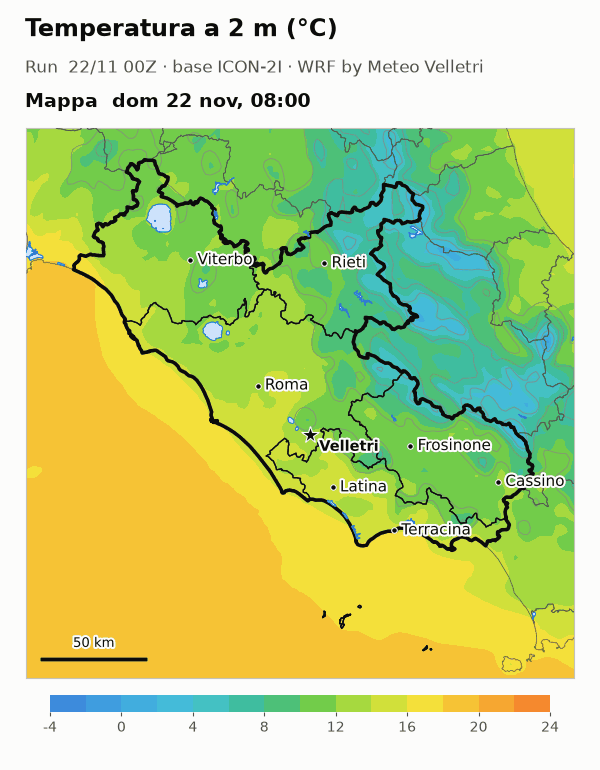 Temperatura a 2 m (°C)
Run  22/11 00Z · base ICON-2I · WRF by Meteo Velletri
Mappa  dom 22 nov, 08:00
Viterbo
Rieti
Roma
Velletri
Frosinone
Cassino
Latina
Terracina
50 km
-4 0 4 8 12 16 20 24